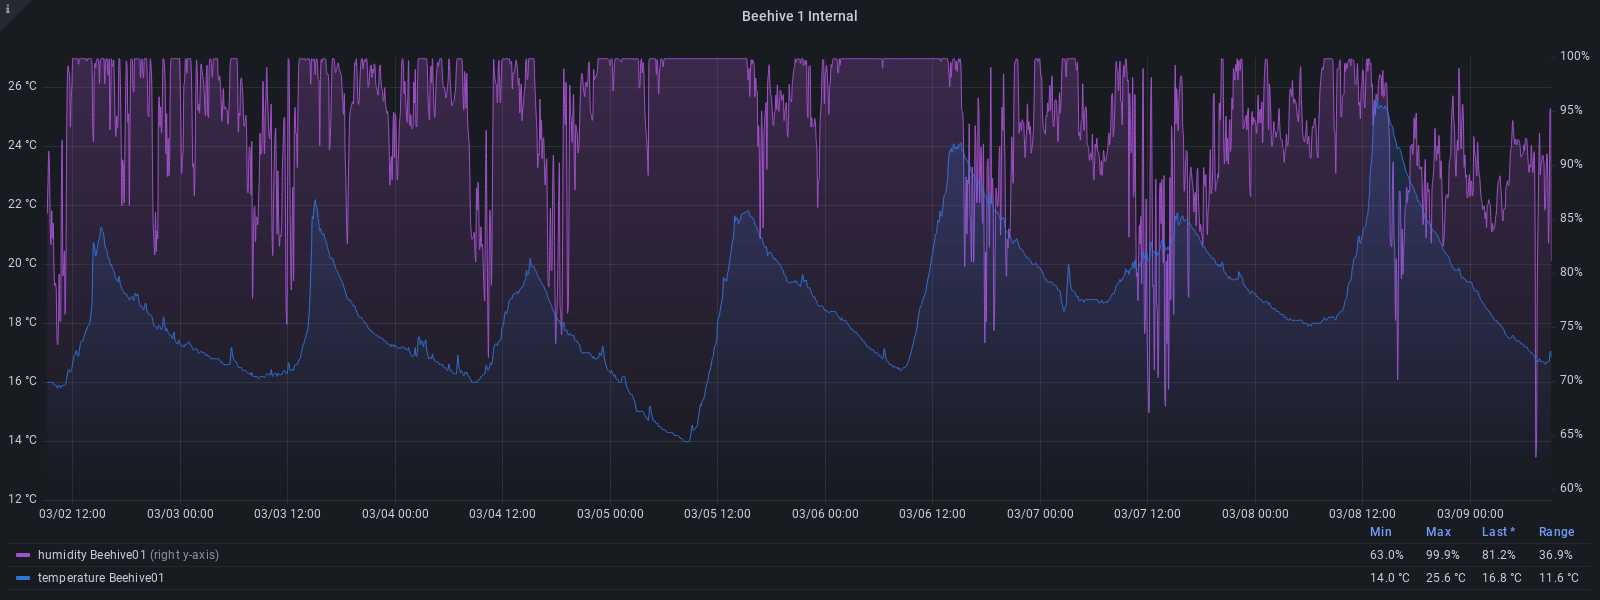 i
Beehive 1 Internal
26 °C
24 °C
22 °C
20 °C
18 °C
16 °C
14 °C
12 °C
100%
95%
90%
85%
80%
75%
70%
65%
60%
03/02 12:00 03/03 00:00 03/03 12:00 03/04 00:00 03/04 12:00 03/05 00:00 03/05 12:00 03/06 00:00 03/06 12:00 03/07 00:00 03/07 12:00 03/08 00:00 03/08 12:00 03/09 00:00
Min Max Last * Range
humidity Beehive01 (right y-axis) 63.0% 99.9% 81.2% 36.9%
temperature Beehive01 14.0 °C 25.6 °C 16.8 °C 11.6 °C